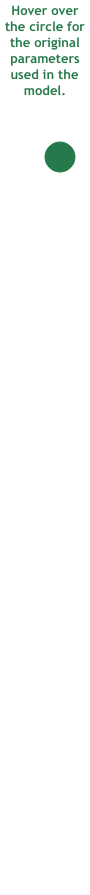 Hover over
the circle for
the original
parameters
used in the
model.